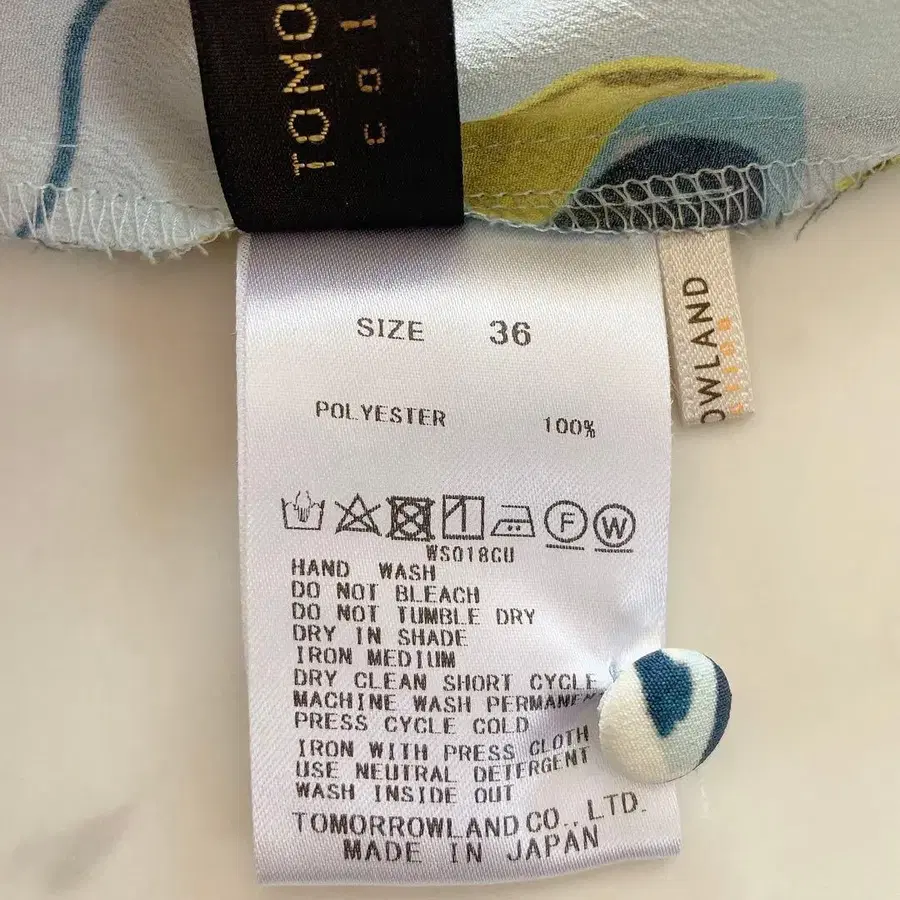 TOMO
col
OWLAND
SIZE 36
POLYESTER 100%
F W
WS018CU
HAND WASH
DO NOT BLEACH
DO NOT TUMBLE DRY
DRY IN SHADE
IRON MEDIUM
DRY CLEAN SHORT CYCLE
MACHINE WASH PERMANEN
PRESS CYCLE COLD
IRON WITH PRESS CLOTH
USE NEUTRAL DETERGENT
WASH INSIDE OUT
TOMORROWLAND CO., LTD.
MADE IN JAPAN